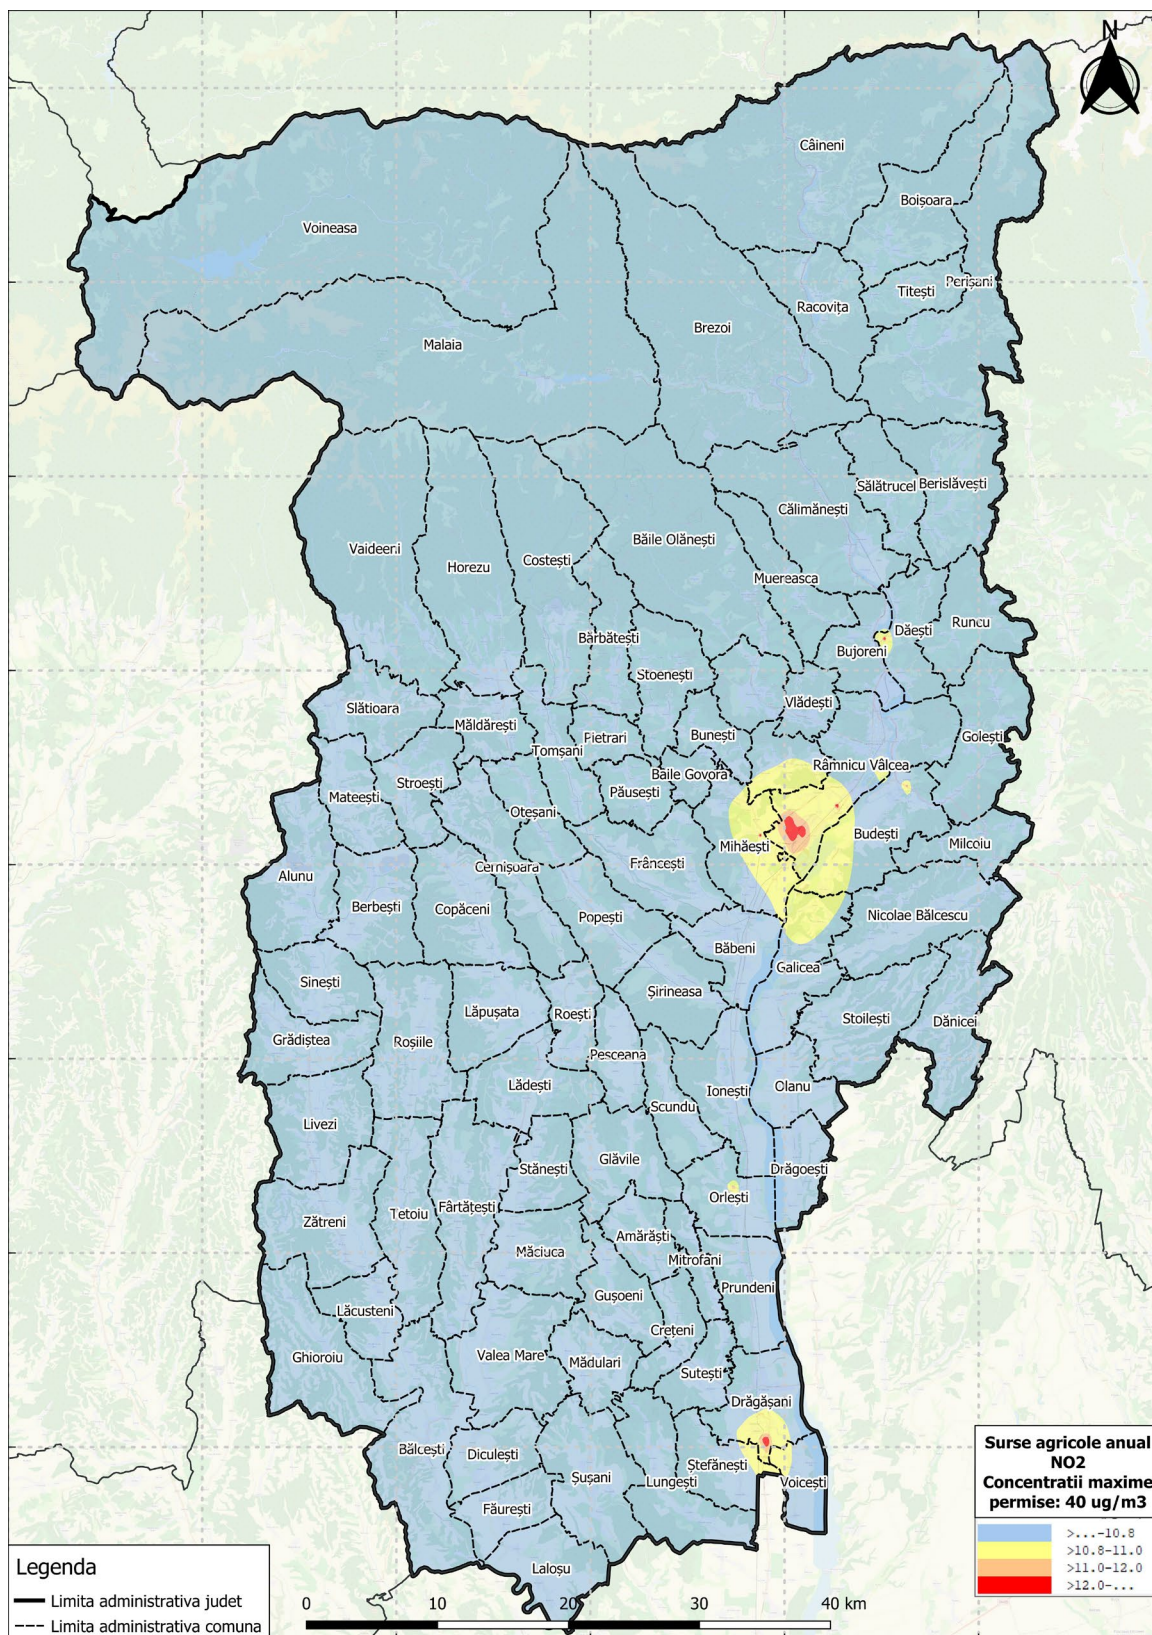 N
Câineni
Boișoara
Voineasa
Perișani
Titești
Racovița
Brezoi
Malaia
Sălătrucel
Berislăvești
Călimănești
Băile Olănești
Vaideeni
Costești
Horezu
Muereasca
Runcu
Dăești
Bărbătești
Bujoreni
Stoenești
Vlădești
Slătioara
Măldărești
Bunești
Golești
Pietrari
Tomșani
Râmnicu Vâlcea
Băile Govora
Stroești
Păusești
Mateești
Oteșani
Budești
Milcoiu
Mihăești
Frâncești
Cernișoara
Alunu
Berbești
Copăceni
Popești
Nicolae Bălcescu
Băbeni
Galicea
Sinești
Șirineasa
Lăpușata
Roești
Stoilești
Dănicei
Grădiștea
Roșiile
Pesceana
Lădești
Olanu
Ionești
Scundu
Livezi
Glăvile
Stănești
Drăgoești
Orlești
Fârtățești
Tetoiu
Zătreni
Amărăști
Măciuca
Mitrofani
Prundeni
Gușoeni
Lăcusteni
Crețeni
Ghioroiu
Valea Mare
Mădulari
Sutești
Drăgășani
Bălcești
Diculești
Ștefănești
Șușani
Lungești
Voicești
Făurești
Laloșu
Surse agricole anual
NO2
Concentratii maxime
permise: 40 ug/m3
>...-10.8
>10.8-11.0
>11.0-12.0
>12.0-...
Legenda
Limita administrativa judet
Limita administrativa comuna
0 10 20 30 40 km